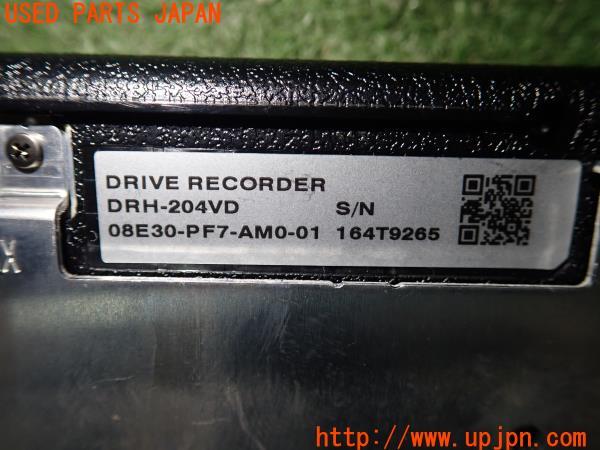 USED PARTS JAPAN
DRIVE RECORDER
DRH-204VD S/N
08E30-PF7-AM0-01 164T9265
X
http://www.upjpn.com